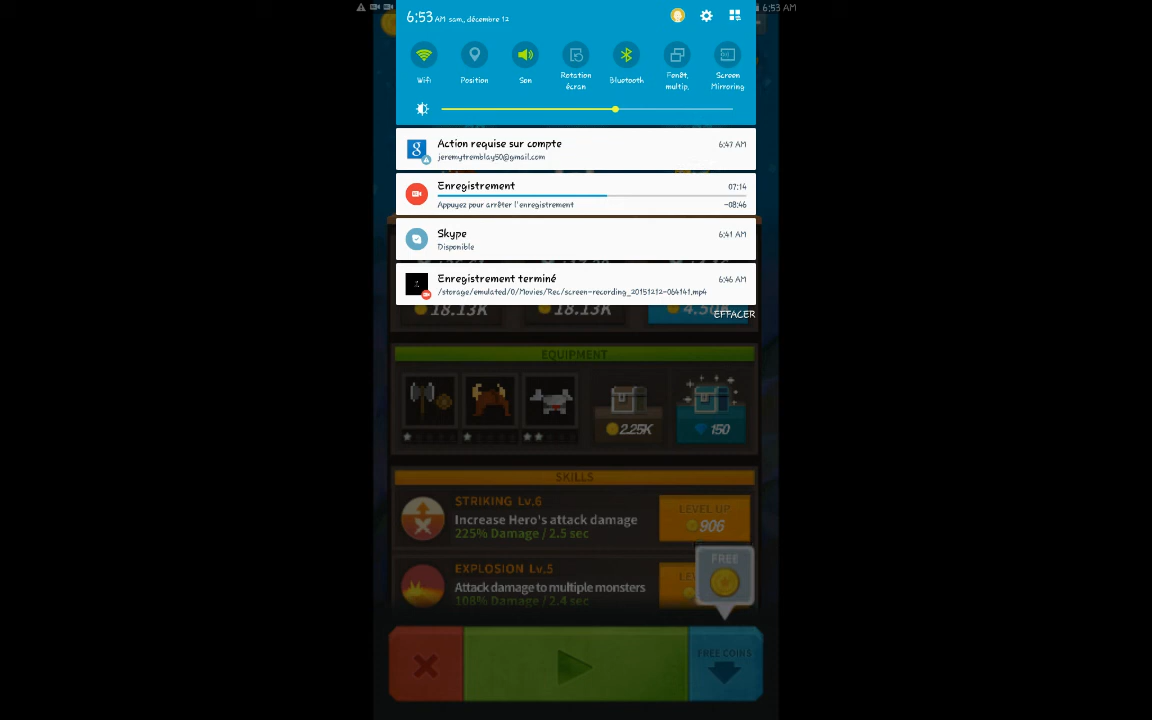 6:53 AM
6:53 AM sam., décembre 12
Wifi
Position
Son
Rotation écran
Bluetooth
Fenêt. multip.
Screen Mirroring
Action requise sur compte 6:47 AM
jeremytremblay50@gmail.com
Enregistrement 07:14
Appuyez pour arrêter l'enregistrement -08:46
Skype 6:41 AM
Disponible
Enregistrement terminé 6:46 AM
/storage/emulated/0/Movies/Rec/screen-recording_20151212-064141.mp4
EFFACER
18.13K 18.13K 4.50K
EQUIPMENT
2.25K 150
SKILLS
STRIKING Lv.6
Increase Hero's attack damage
225% Damage / 2.5 sec
LEVEL UP
906
FREE
EXPLOSION Lv.5
Attack damage to multiple monsters
108% Damage / 2.4 sec
FREE COINS